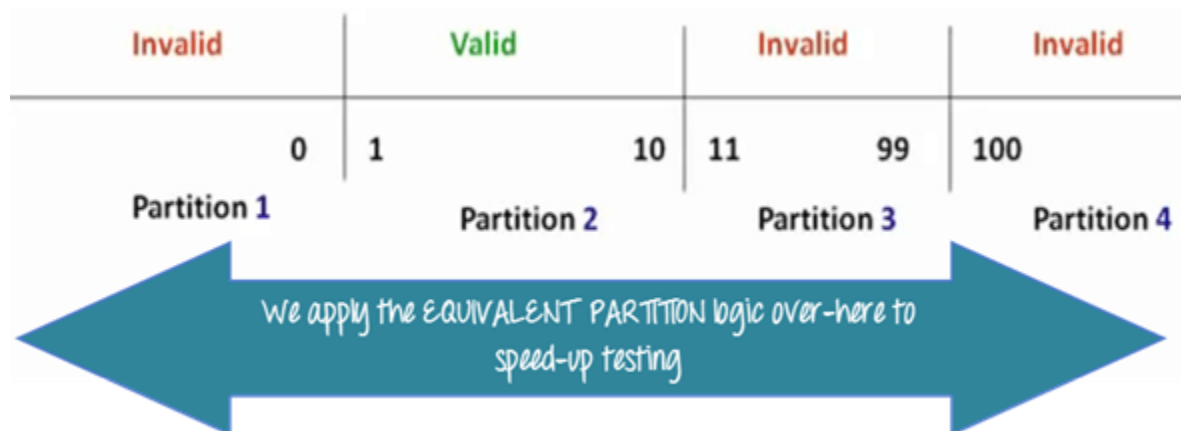 Invalid Valid Invalid Invalid
0 1 10 11 99 100
Partition 1 Partition 2 Partition 3 Partition 4
We apply the EQUIVALENT PARTITION logic over-here to
speed-up testing